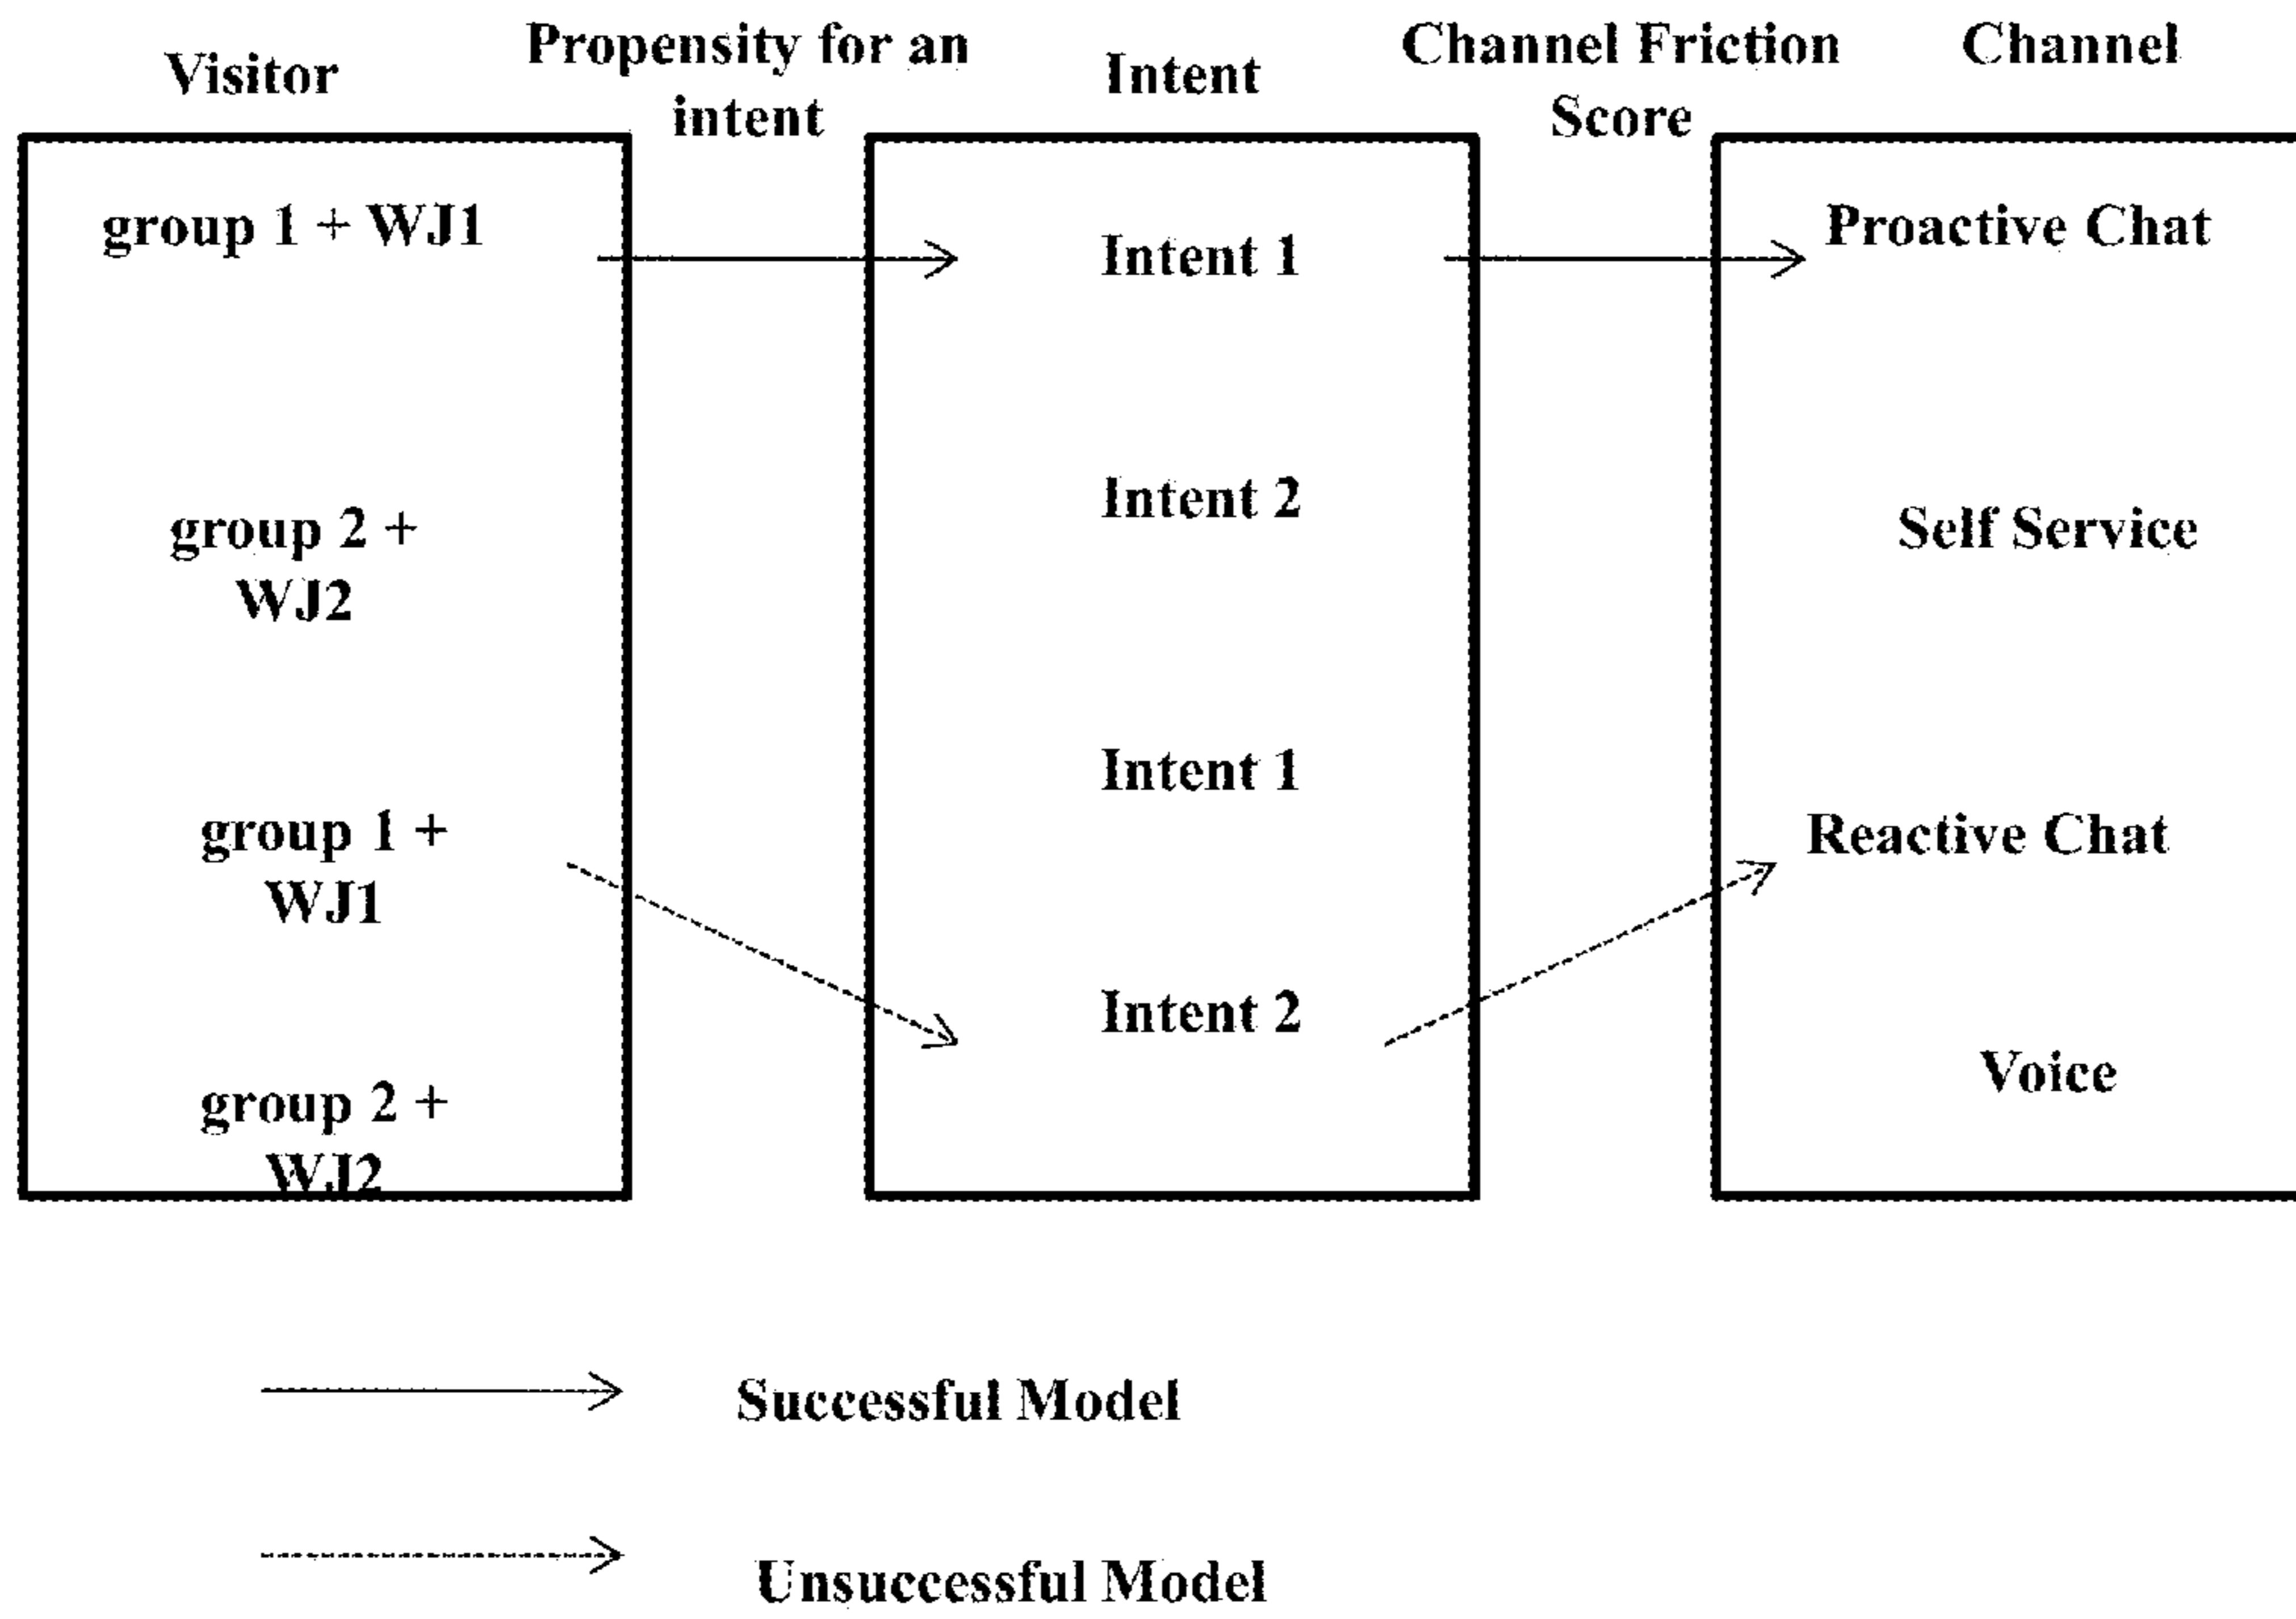 Visitor
Propensity for an
intent
Intent
Channel Friction
Score
Channel
group 1 + WJ1
group 2 +
WJ2
group 1 +
WJ1
group 2 +
WJ2
Intent 1
Intent 2
Intent 1
Intent 2
Proactive Chat
Self Service
Reactive Chat
Voice
Successful Model
Unsuccessful Model